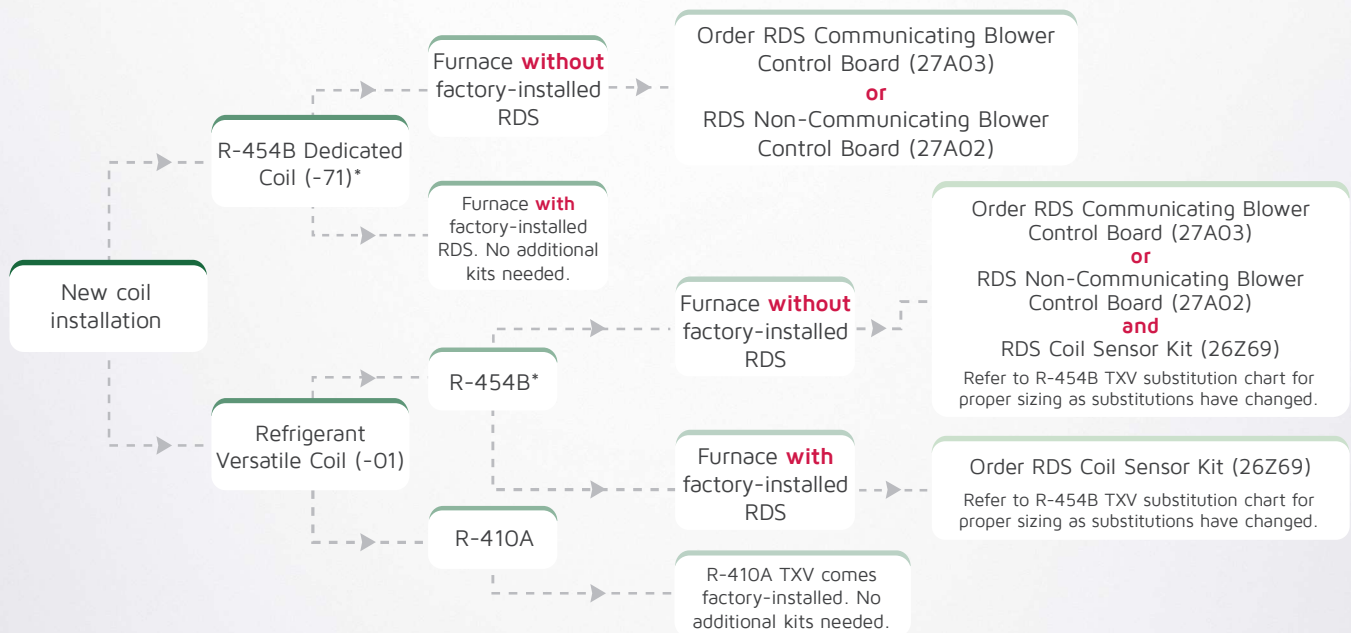 New coil
installation
R-454B Dedicated
Coil (-71)*
Furnace without
factory-installed
RDS
Order RDS Communicating Blower
Control Board (27A03)
or
RDS Non-Communicating Blower
Control Board (27A02)
Furnace with
factory-installed
RDS. No additional
kits needed.
Refrigerant
Versatile Coil (-01)
R-454B*
Furnace without
factory-installed
RDS
Order RDS Communicating Blower
Control Board (27A03)
or
RDS Non-Communicating Blower
Control Board (27A02)
and
RDS Coil Sensor Kit (26Z69)
Refer to R-454B TXV substitution chart for
proper sizing as substitutions have changed.
Furnace with
factory-installed
RDS
Order RDS Coil Sensor Kit (26Z69)
Refer to R-454B TXV substitution chart for
proper sizing as substitutions have changed.
R-410A
R-410A TXV comes
factory-installed. No
additional kits needed.